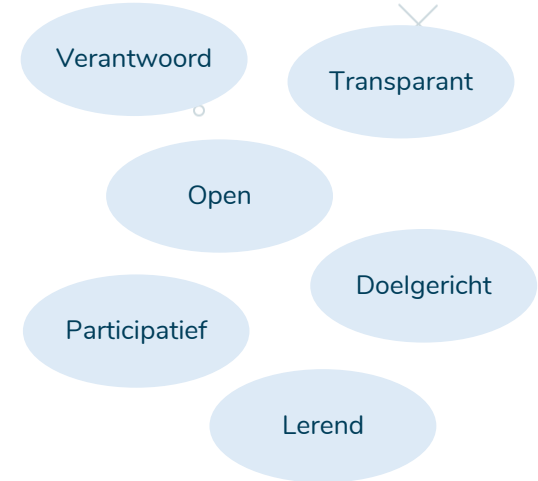 Verantwoord
Transparant
Open
Doelgericht
Participatief
Lerend